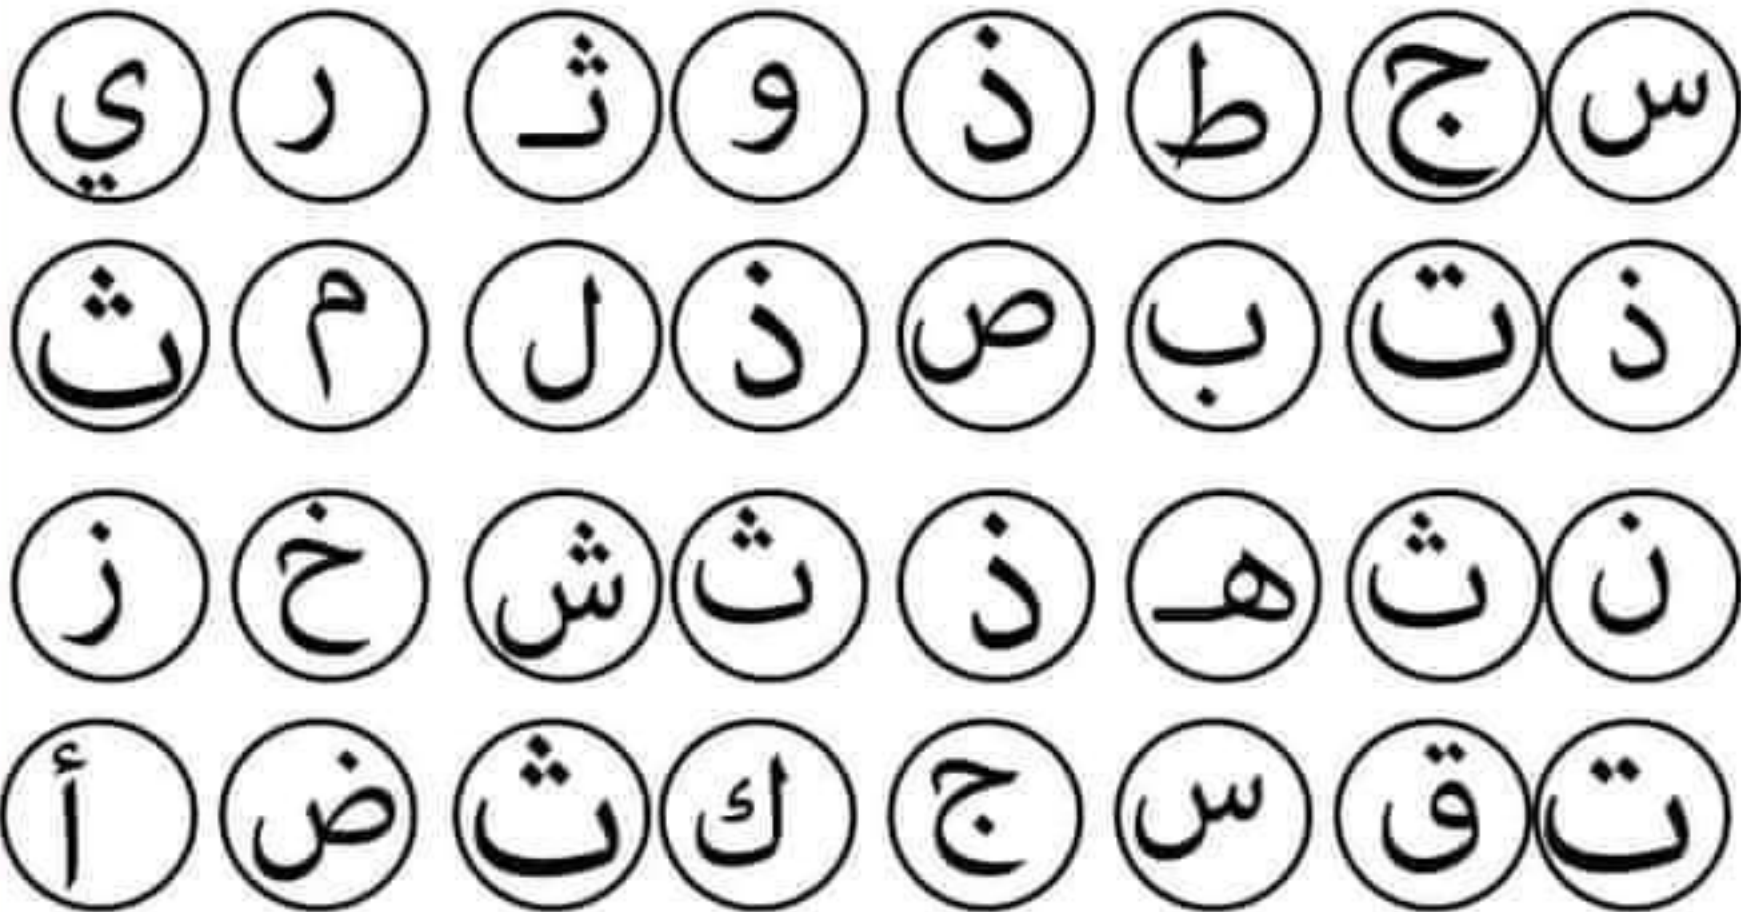 س ج ط ذ و ثـ ر ي
ذ ت ب ص ذ ل م ث
ن ث هـ ذ ث ش خ ز
ت ق س ج ك ث ض أ